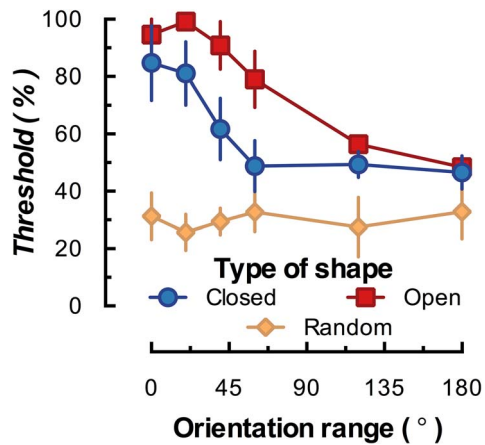 100
80
60
40
20
0
Threshold (%)
Type of shape
Closed Open
Random
0 45 90 135 180
Orientation range (°)